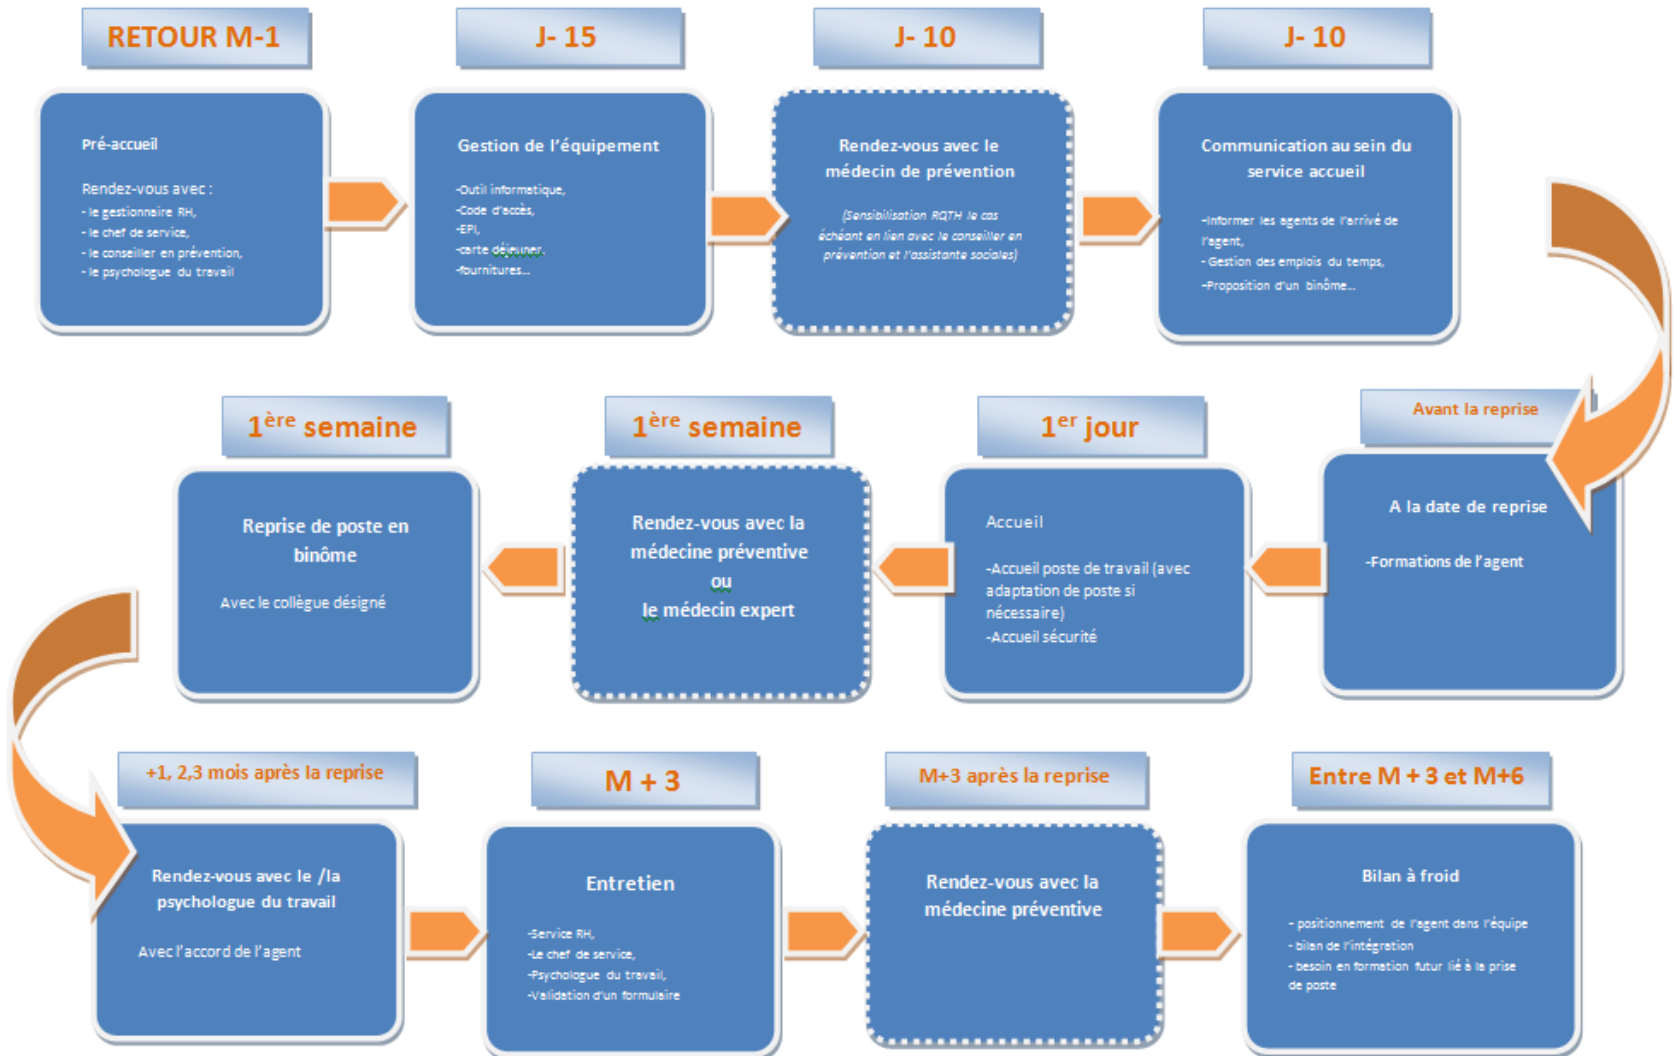 RETOUR M-1
J- 15
J- 10
J- 10
Pré-accueil
Rendez-vous avec :
- le gestionnaire RH,
- le chef de service,
- le conseiller en prévention,
- le psychologue du travail
Gestion de l'équipement
-Outil informatique,
-Code d'accès,
-EPI,
-carte déjeuner,
-fournitures...
Rendez-vous avec le
médecin de prévention
(Sensibilisation RQTH le cas
échéant en lien avec le conseiller en
prévention et l'assistante sociales)
Communication au sein du
service accueil
-Informer les agents de l'arrivé de
l'agent,
- Gestion des emplois du temps,
-Proposition d'un binôme...
1ère semaine
1ère semaine
1er jour
Avant la reprise
Reprise de poste en
binôme
Avec le collègue désigné
Rendez-vous avec la
médecine préventive
ou
le médecin expert
Accueil
-Accueil poste de travail (avec
adaptation de poste si
nécessaire)
-Accueil sécurité
A la date de reprise
-Formations de l'agent
+1, 2,3 mois après la reprise
M + 3
M+3 après la reprise
Entre M + 3 et M+6
Rendez-vous avec le /la
psychologue du travail
Avec l'accord de l'agent
Entretien
-Service RH,
-Le chef de service,
-Psychologue du travail,
-Validation d'un formulaire
Rendez-vous avec la
médecine préventive
Bilan à froid
- positionnement de l'agent dans l'équipe
- bilan de l'intégration
- besoin en formation futur lié à la prise
de poste